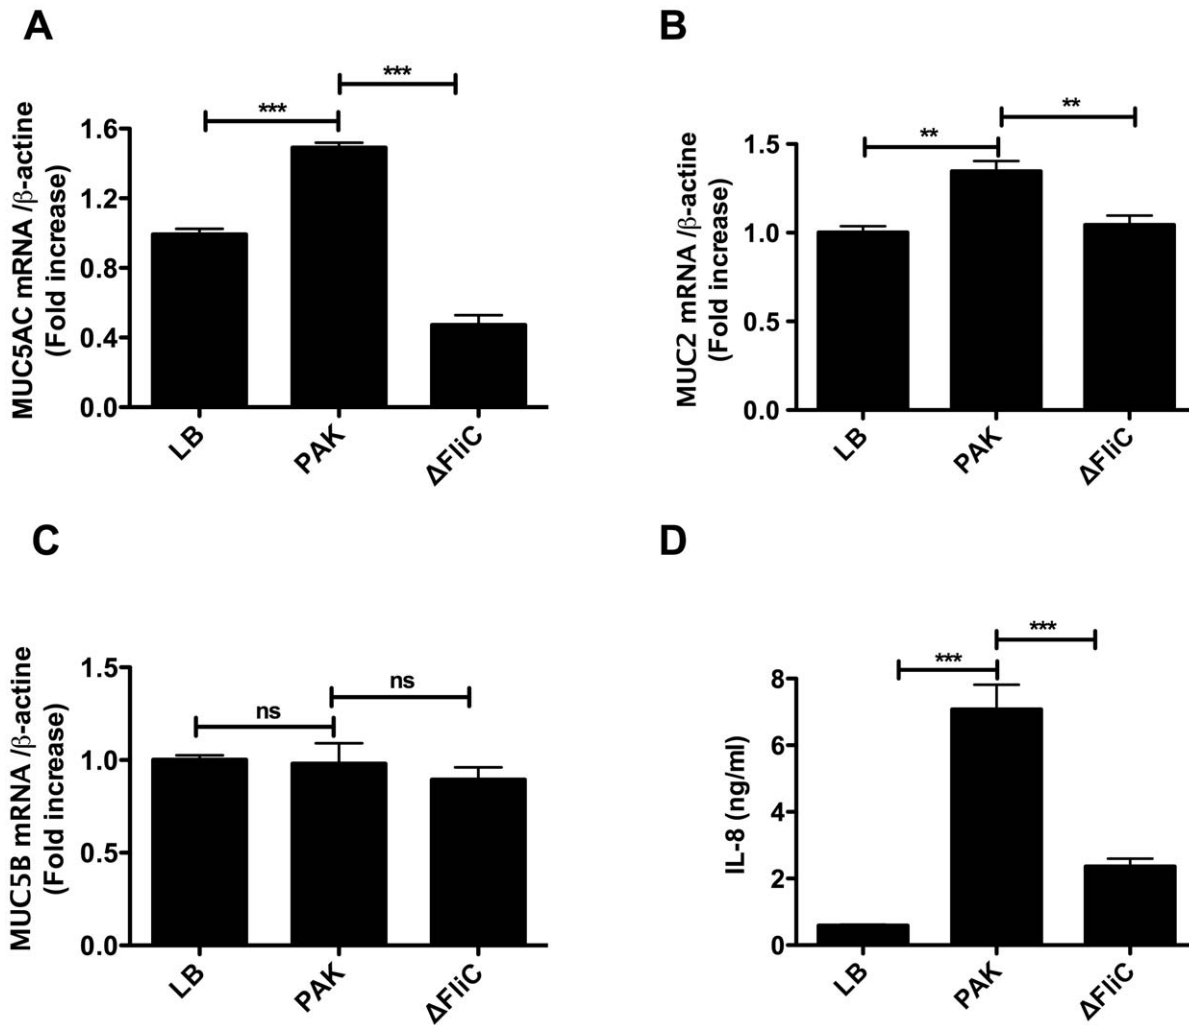 A
MUC5AC mRNA /β-actine
(Fold increase)
1.6
1.2
0.8
0.4
0.0
***
***
LB
PAK
ΔFliC
B
MUC2 mRNA /β-actine
(Fold increase)
1.5
1.0
0.5
0.0
**
**
LB
PAK
ΔFliC
C
MUC5B mRNA /β-actine
(Fold increase)
1.5
1.0
0.5
0.0
ns
ns
LB
PAK
ΔFliC
D
IL-8 (ng/ml)
8
6
4
2
0
***
***
LB
PAK
ΔFliC